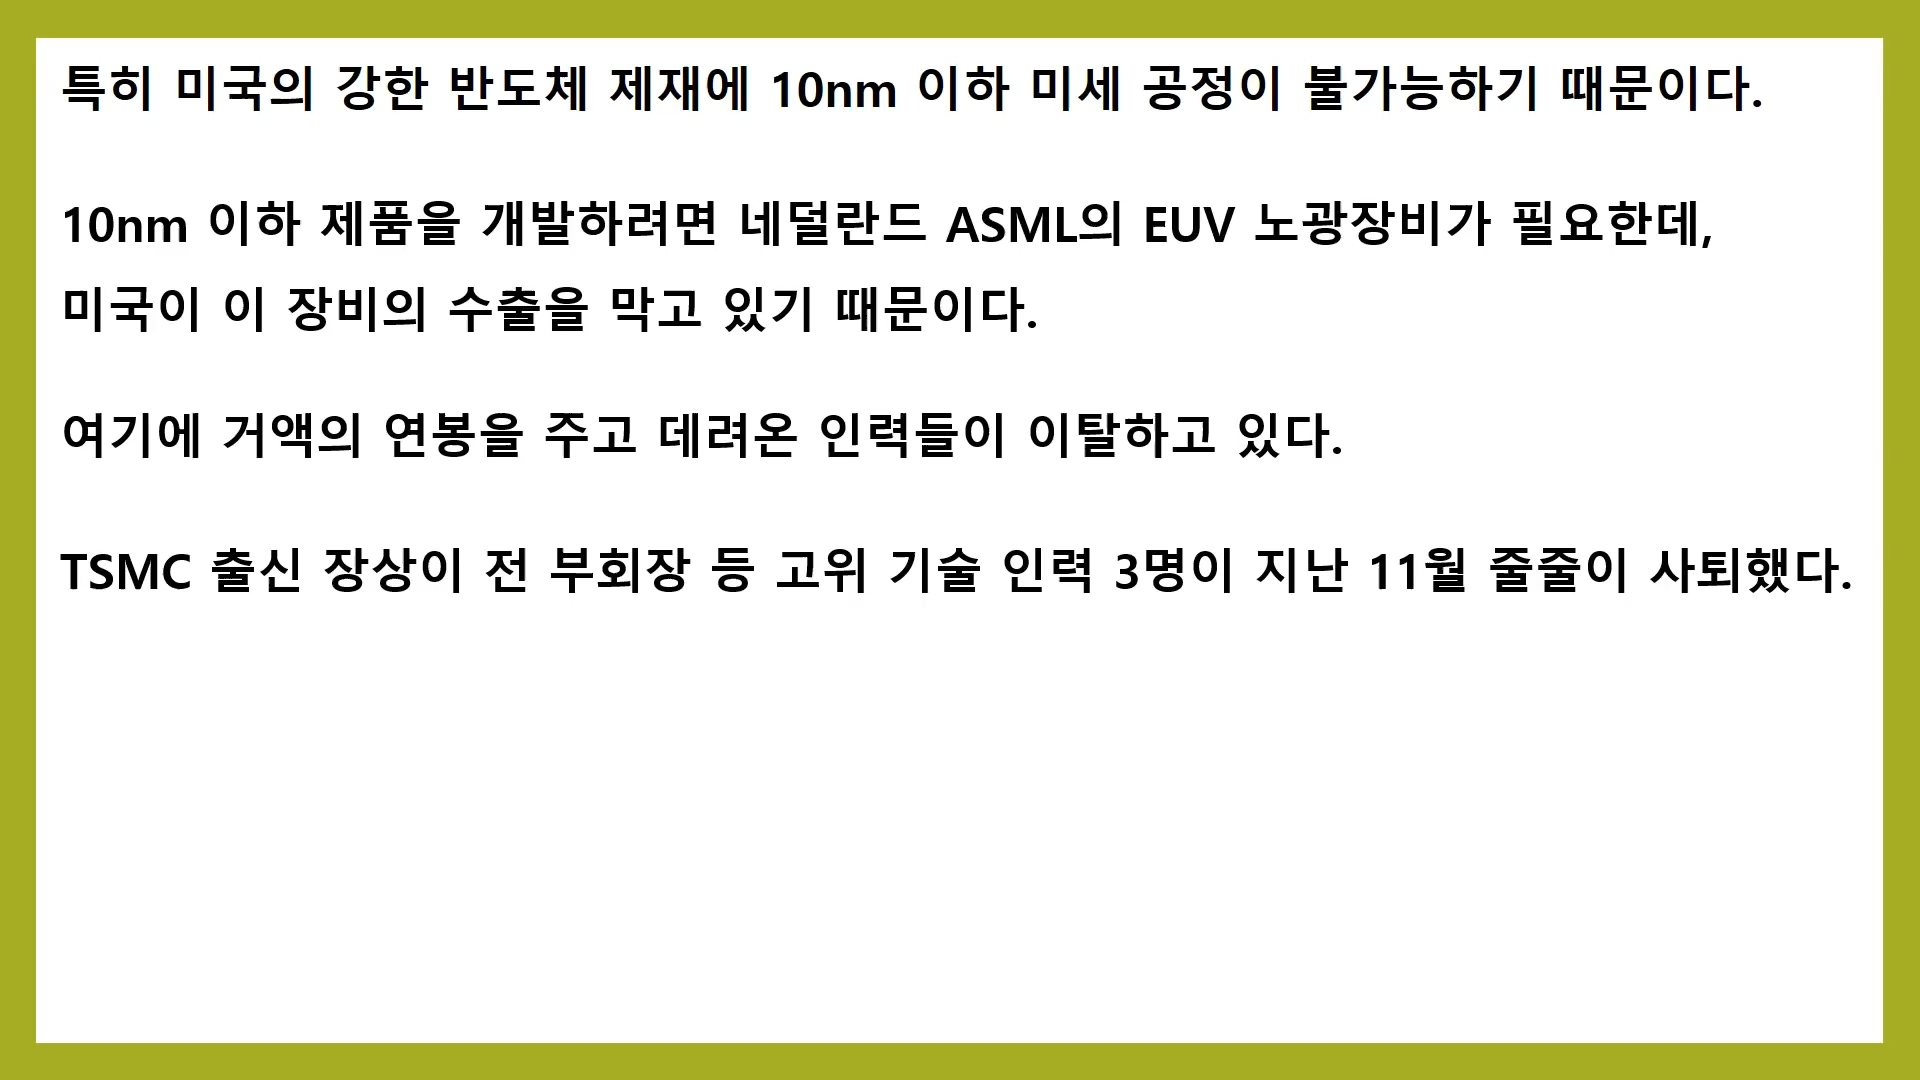 특히 미국의 강한 반도체 제재에 10nm 이하 미세 공정이 불가능하기 때문이다.
10nm 이하 제품을 개발하려면 네덜란드 ASML의 EUV 노광장비가 필요한데,
미국이 이 장비의 수출을 막고 있기 때문이다.
여기에 거액의 연봉을 주고 데려온 인력들이 이탈하고 있다.
TSMC 출신 장상이 전 부회장 등 고위 기술 인력 3명이 지난 11월 줄줄이 사퇴했다.